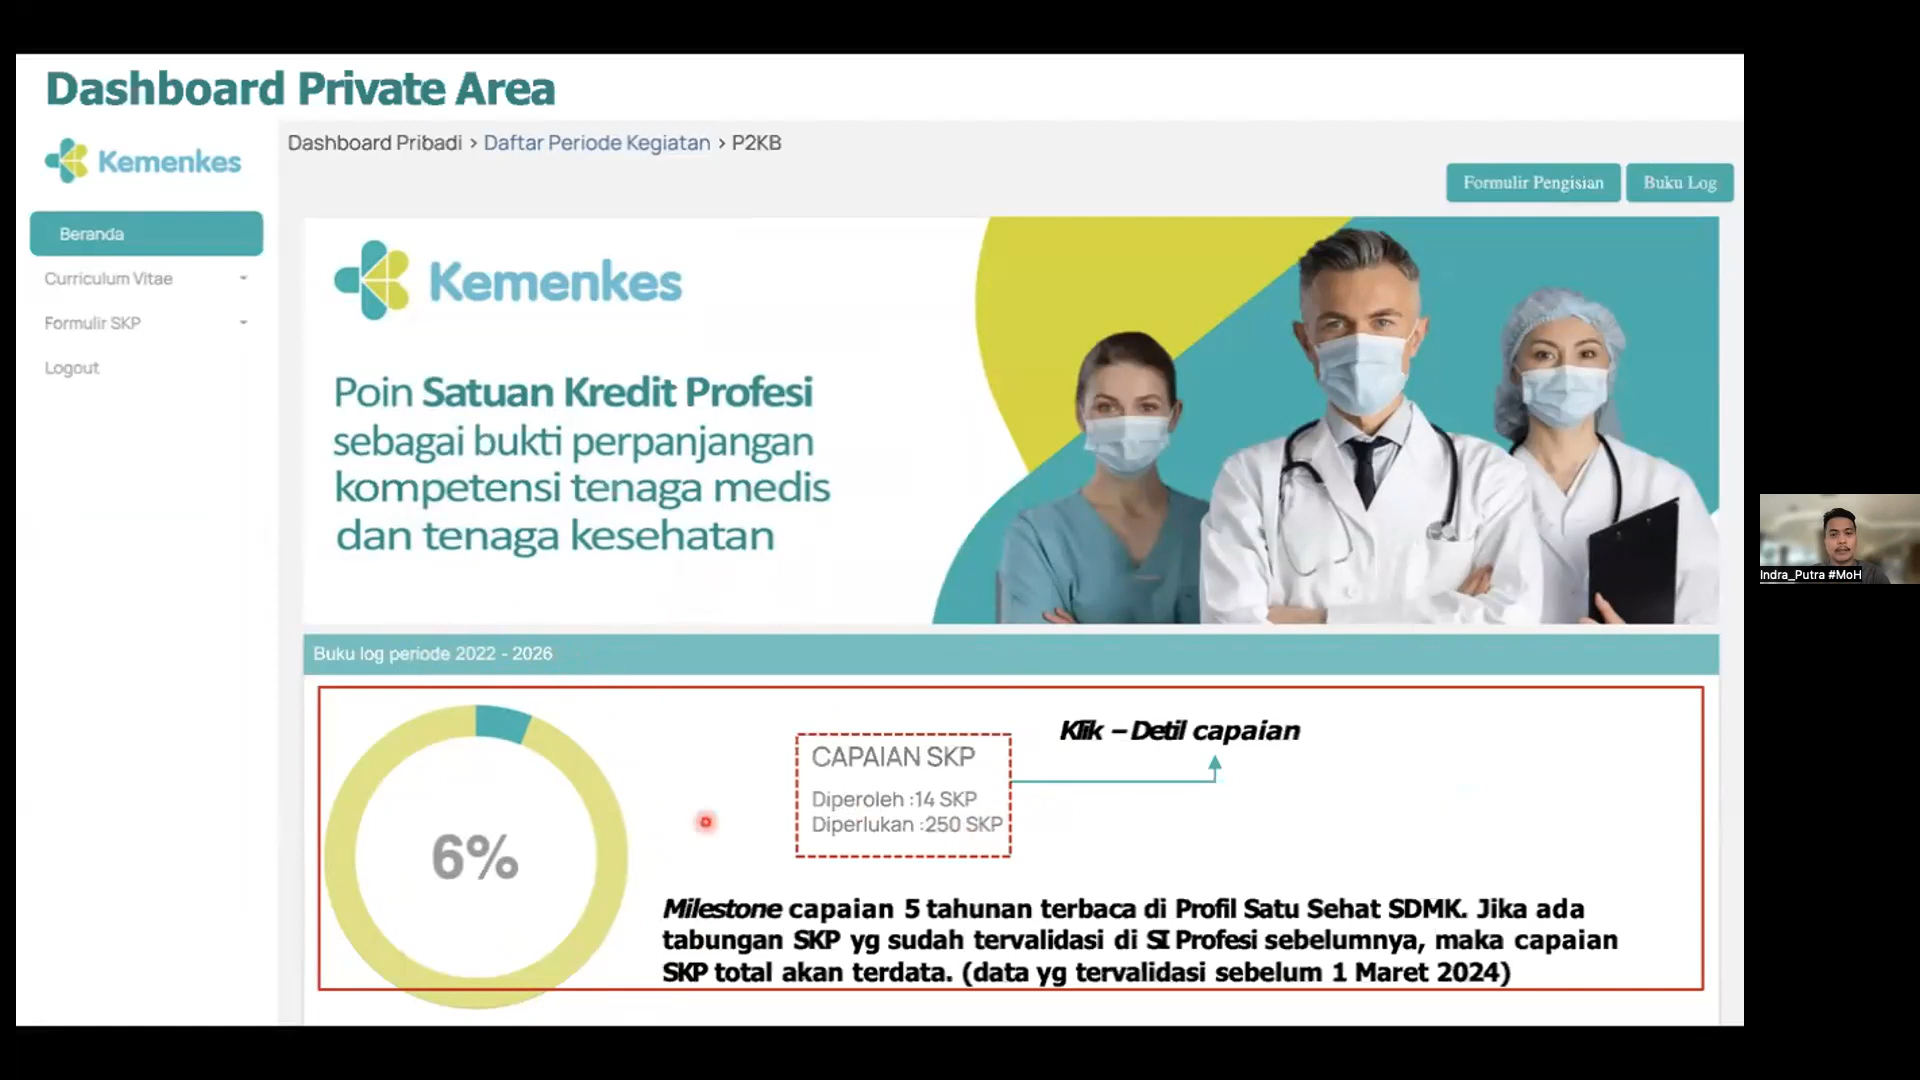 Dashboard Private Area
Kemenkes
Dashboard Pribadi > Daftar Periode Kegiatan > P2KB
Formulir Pengisian
Buku Log
Beranda
Curriculum Vitae
Formulir SKP
Logout
Kemenkes
Poin Satuan Kredit Profesi
sebagai bukti perpanjangan
kompetensi tenaga medis
dan tenaga kesehatan
Indra_Putra #MoH
Buku log periode 2022 - 2026
6%
CAPAIAN SKP
Diperoleh :14 SKP
Diperlukan :250 SKP
Klik – Detil capaian
Milestone capaian 5 tahunan terbaca di Profil Satu Sehat SDMK. Jika ada
tabungan SKP yg sudah tervalidasi di SI Profesi sebelumnya, maka capaian
SKP total akan terdata. (data yg tervalidasi sebelum 1 Maret 2024)